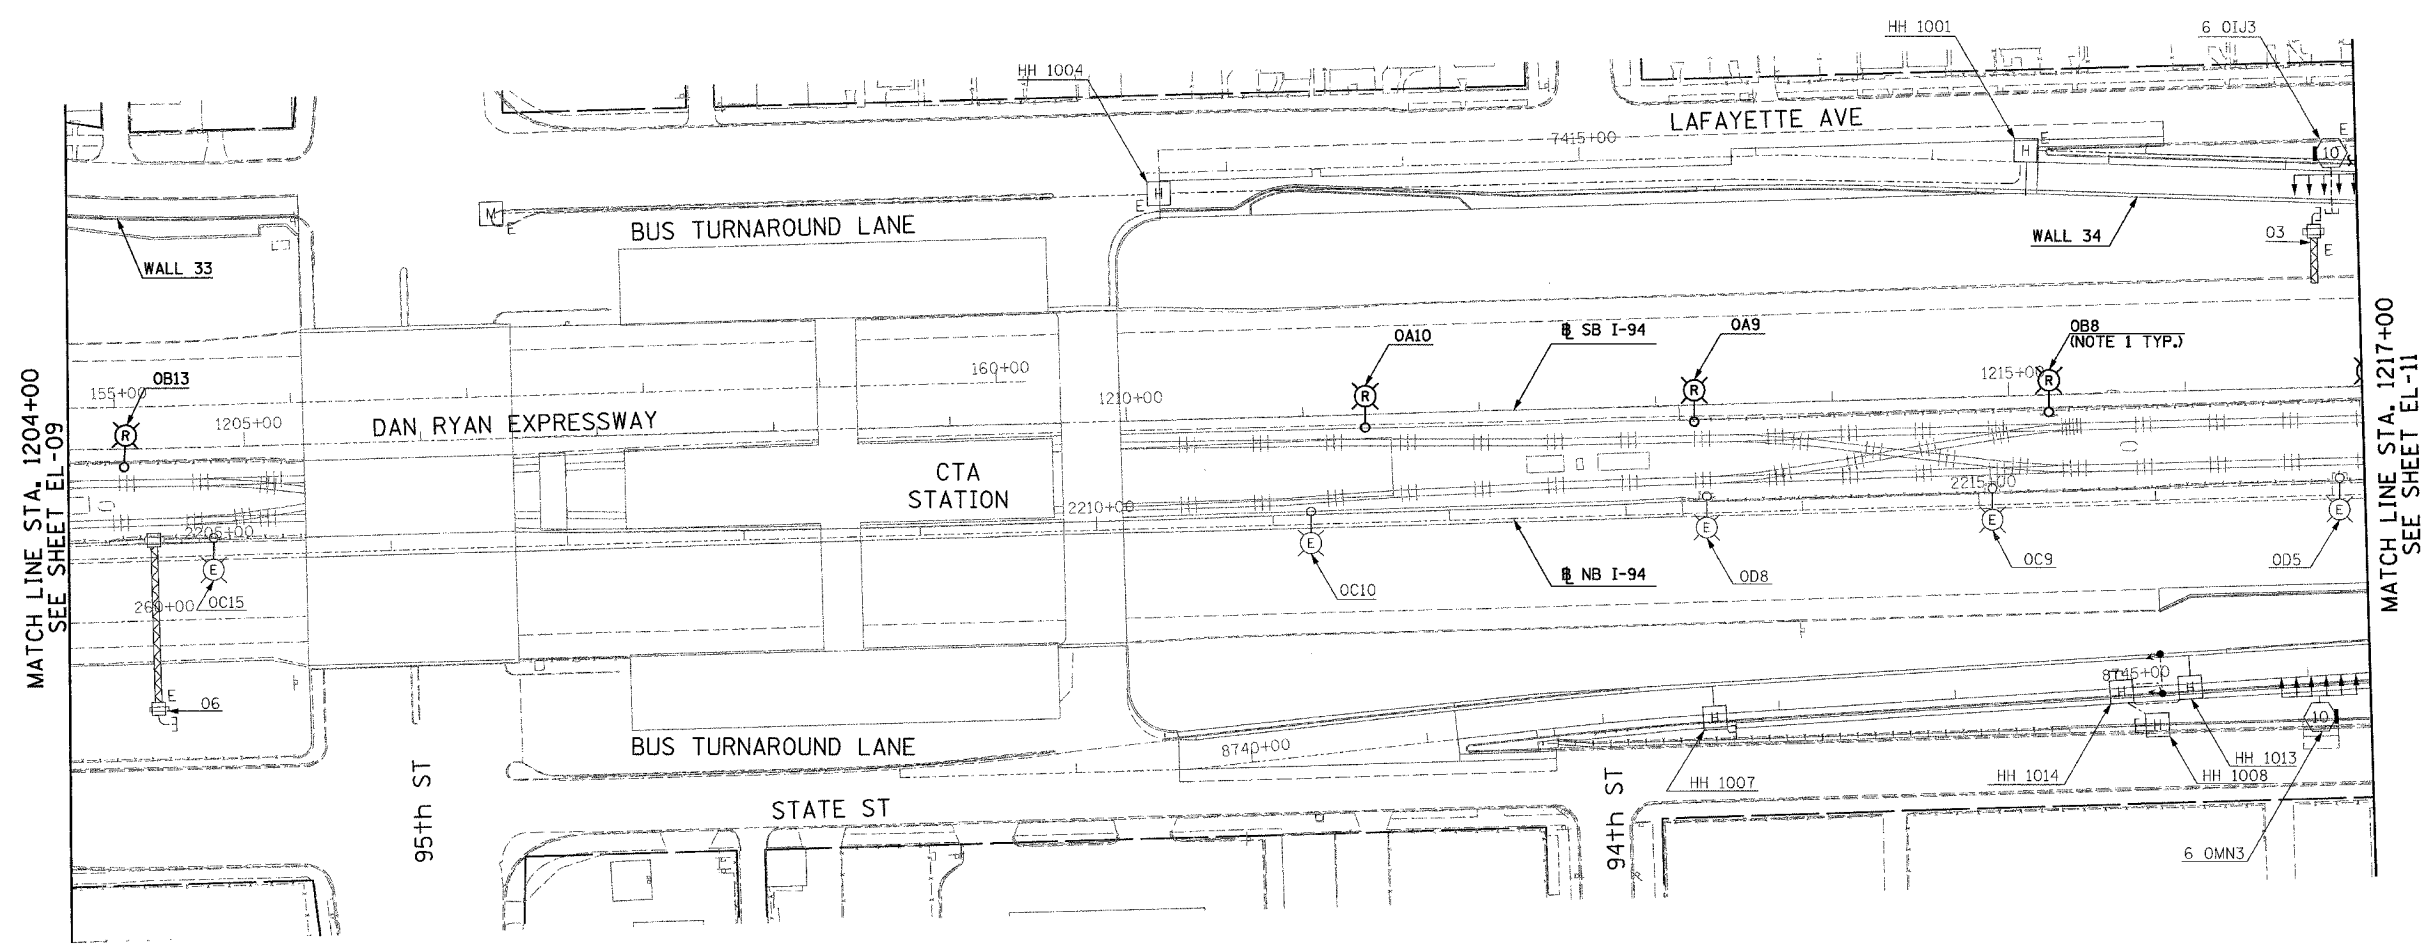 HH 1001
6 OIJ3
HH 1004
LAFAYETTE AVE
7415+00
E
E
H
10
H
E
M
E
BUS TURNAROUND LANE
WALL 33
WALL 34
O3
E
MATCH LINE STA. 1204+00
SEE SHEET EL-09
MATCH LINE STA. 1217+00
SEE SHEET EL-11
155+00
OB13
R
1205+00
DAN RYAN EXPRESSWAY
160+00
1210+00
OA10
R
℄ SB I-94
OA9
R
OB8
(NOTE 1 TYP.)
1215+00
R
CTA
STATION
2205+00
2210+00
2215+00
E
OC15
260+00
E
OC10
℄ NB I-94
E
OD8
E
OC9
E
OD5
E
O6
BUS TURNAROUND LANE
8740+00
8745+00
H
H
H
H
10
HH 1007
HH 1014
HH 1008
HH 1013
STATE ST
95th ST
94th ST
6 OMN3